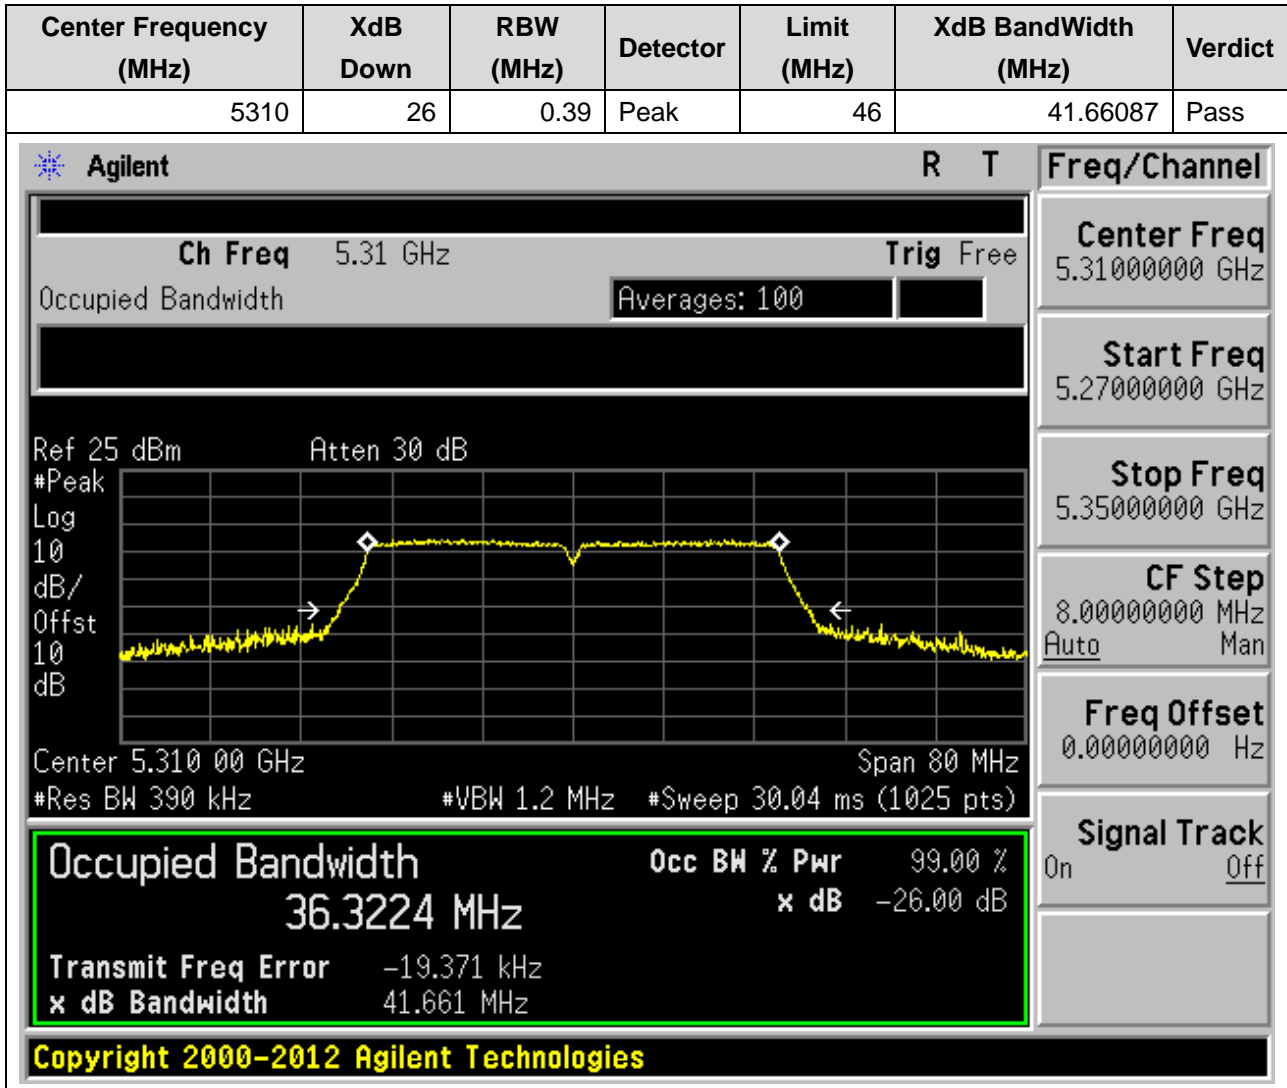 Center Frequency (MHz) XdB Down RBW (MHz) Detector Limit (MHz) XdB BandWidth (MHz) Verdict
5310 26 0.39 Peak 46 41.66087 Pass
Agilent R T Freq/Channel
Ch Freq 5.31 GHz Trig Free
Occupied Bandwidth Averages: 100
Center Freq
5.31000000 GHz
Start Freq
5.27000000 GHz
Stop Freq
5.35000000 GHz
CF Step
8.00000000 MHz
Auto Man
Freq Offset
0.00000000 Hz
Signal Track
On Off
Ref 25 dBm Atten 30 dB
#Peak
Log
10
dB/
Offst
10
dB
Center 5.310 00 GHz Span 80 MHz
#Res BW 390 kHz #VBW 1.2 MHz #Sweep 30.04 ms (1025 pts)
Occupied Bandwidth Occ BW % Pwr 99.00 %
36.3224 MHz x dB -26.00 dB
Transmit Freq Error -19.371 kHz
x dB Bandwidth 41.661 MHz
Copyright 2000-2012 Agilent Technologies